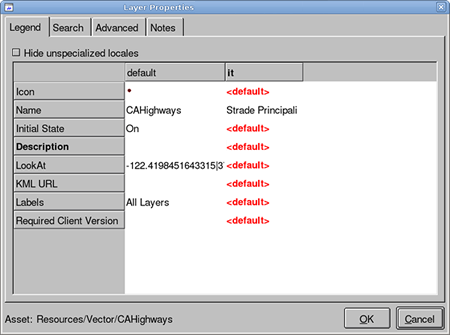 Layer Properties
Legend Search Advanced Notes
Hide unspecialized locales
default it
Icon <default>
Name CAHighways Strade Principali
Initial State On <default>
Description <default>
LookAt -122.4198451643315|3 <default>
KML URL <default>
Labels All Layers <default>
Required Client Version <default>
Asset: Resources/Vector/CAHighways OK Cancel